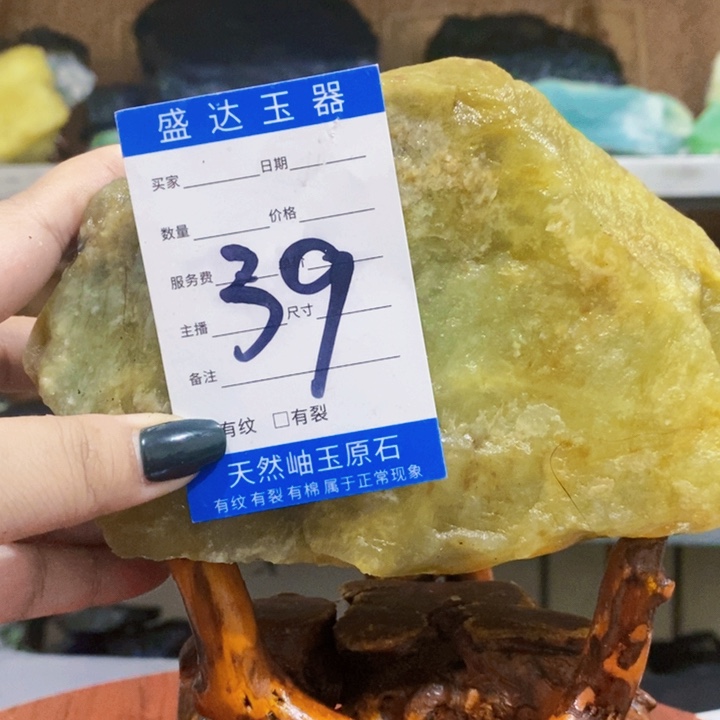 盛达玉器
买家 日期
数量 价格
服务费 价
39
主播 尺寸
备注
有纹 □有裂
天然岫玉原石
有纹有裂有棉属于正常现象